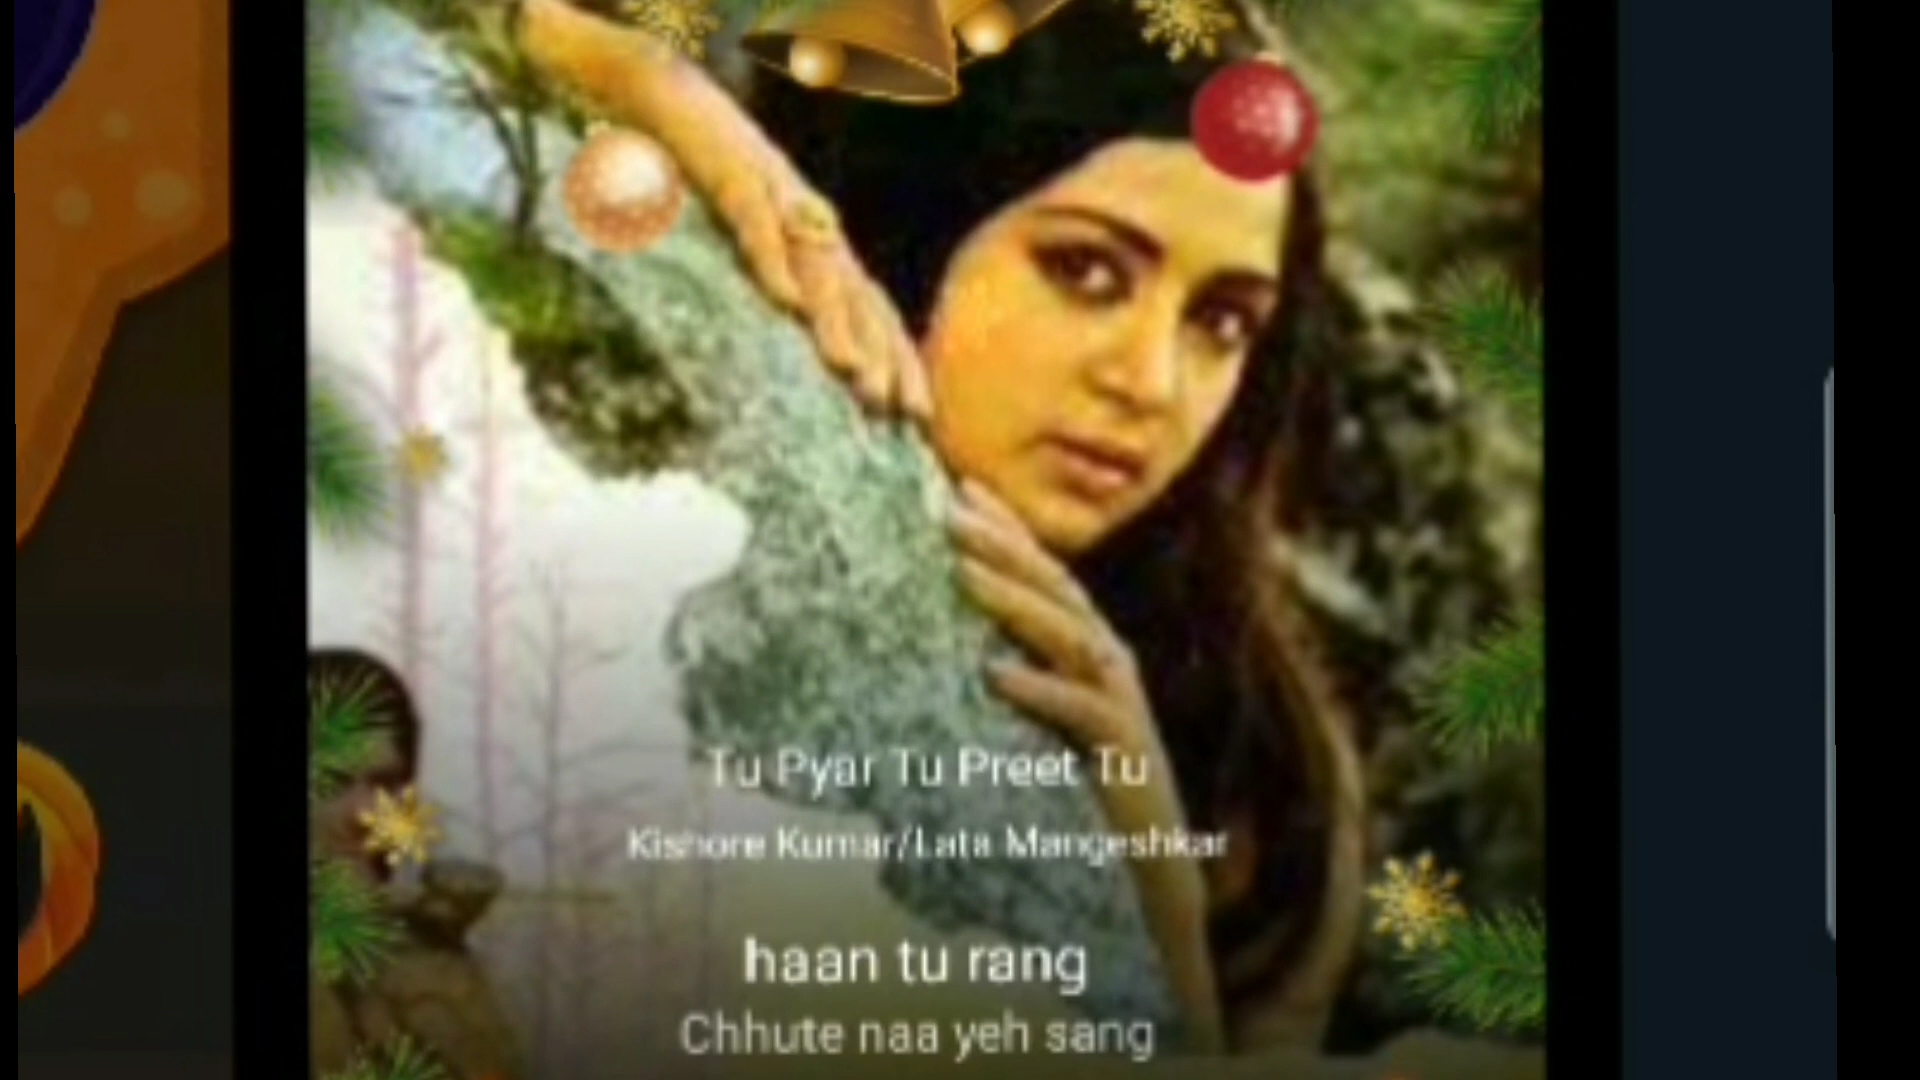 Tu Pyar Tu Preet Tu
Kishore Kumar/Lata Mangeshkar
haan tu rang
Chhute naa yeh sang